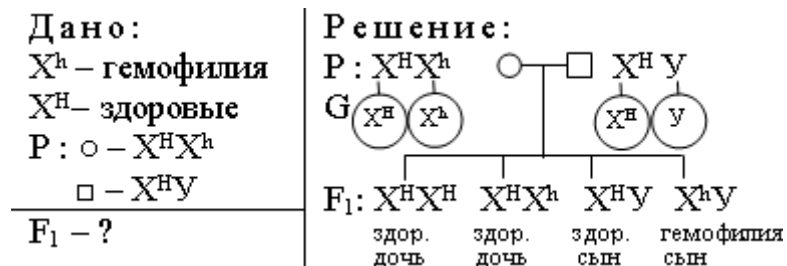 Дано:
Xʰ – гемофилия
Xᴴ– здоровые
P : ○ – XᴴXʰ
□ – XᴴУ
F₁ – ?
Решение:
P : XᴴXʰ ○ □ Xᴴ У
G Xᴴ Xʰ Xᴴ У
F₁: XᴴXᴴ XᴴXʰ XᴴУ XʰУ
здор. здор. здор. гемофилия
дочь дочь сын сын